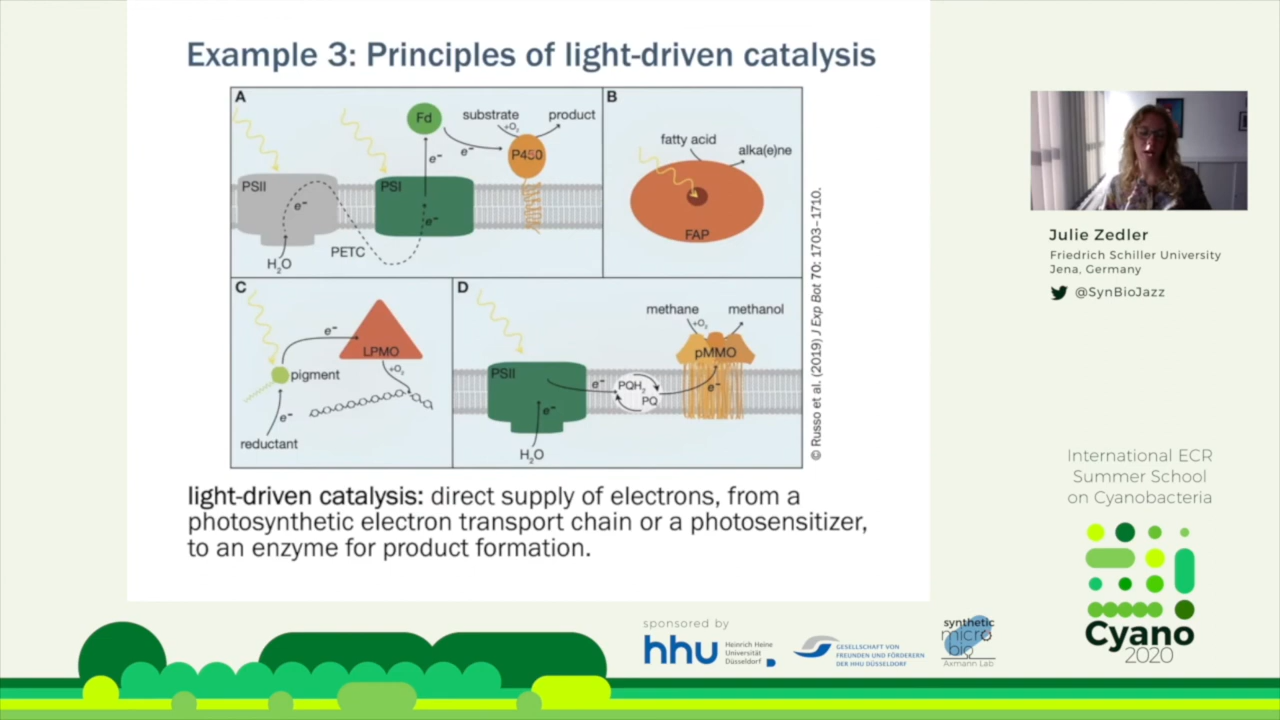 Example 3: Principles of light-driven catalysis
A
Fd
substrate
product
+O₂
e⁻
e⁻
P450
PSII
PSI
e⁻
e⁻
PETC
H₂O
B
fatty acid
alka(e)ne
FAP
C
e⁻
LPMO
pigment
+O₂
e⁻
reductant
D
methane
methanol
+O₂
pMMO
PSII
e⁻
PQH₂
PQ
e⁻
e⁻
H₂O
© Russo et al. (2019) J Exp Bot 70: 1703–1710.
light-driven catalysis: direct supply of electrons, from a
photosynthetic electron transport chain or a photosensitizer,
to an enzyme for product formation.
Julie Zedler
Friedrich Schiller University
Jena, Germany
@SynBioJazz
International ECR
Summer School
on Cyanobacteria
Cyano
2020
sponsored by
hhu
Heinrich Heine
Universität
Düsseldorf
GESELLSCHAFT VON
FREUNDEN UND FÖRDERERN
DER HHU DÜSSELDORF
synthetic
micro
bio
Axmann Lab